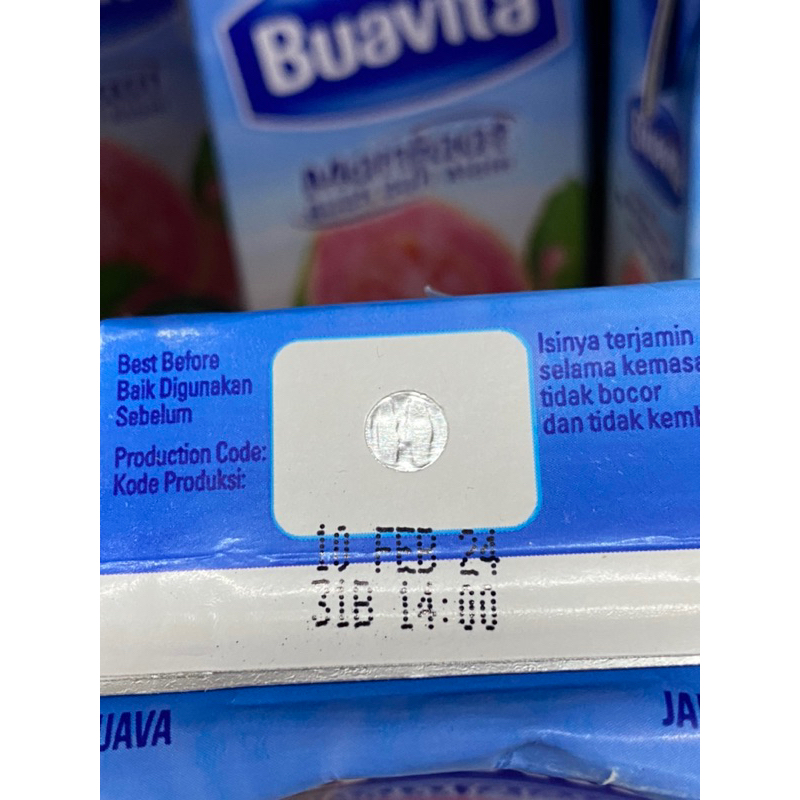 Buavita
Best Before
Baik Digunakan
Sebelum
Production Code:
Kode Produksi:
Isinya terjamin
selama kemasa
tidak bocor
dan tidak kemb
10 FEB 24
31B 14:00
UAVA
JA